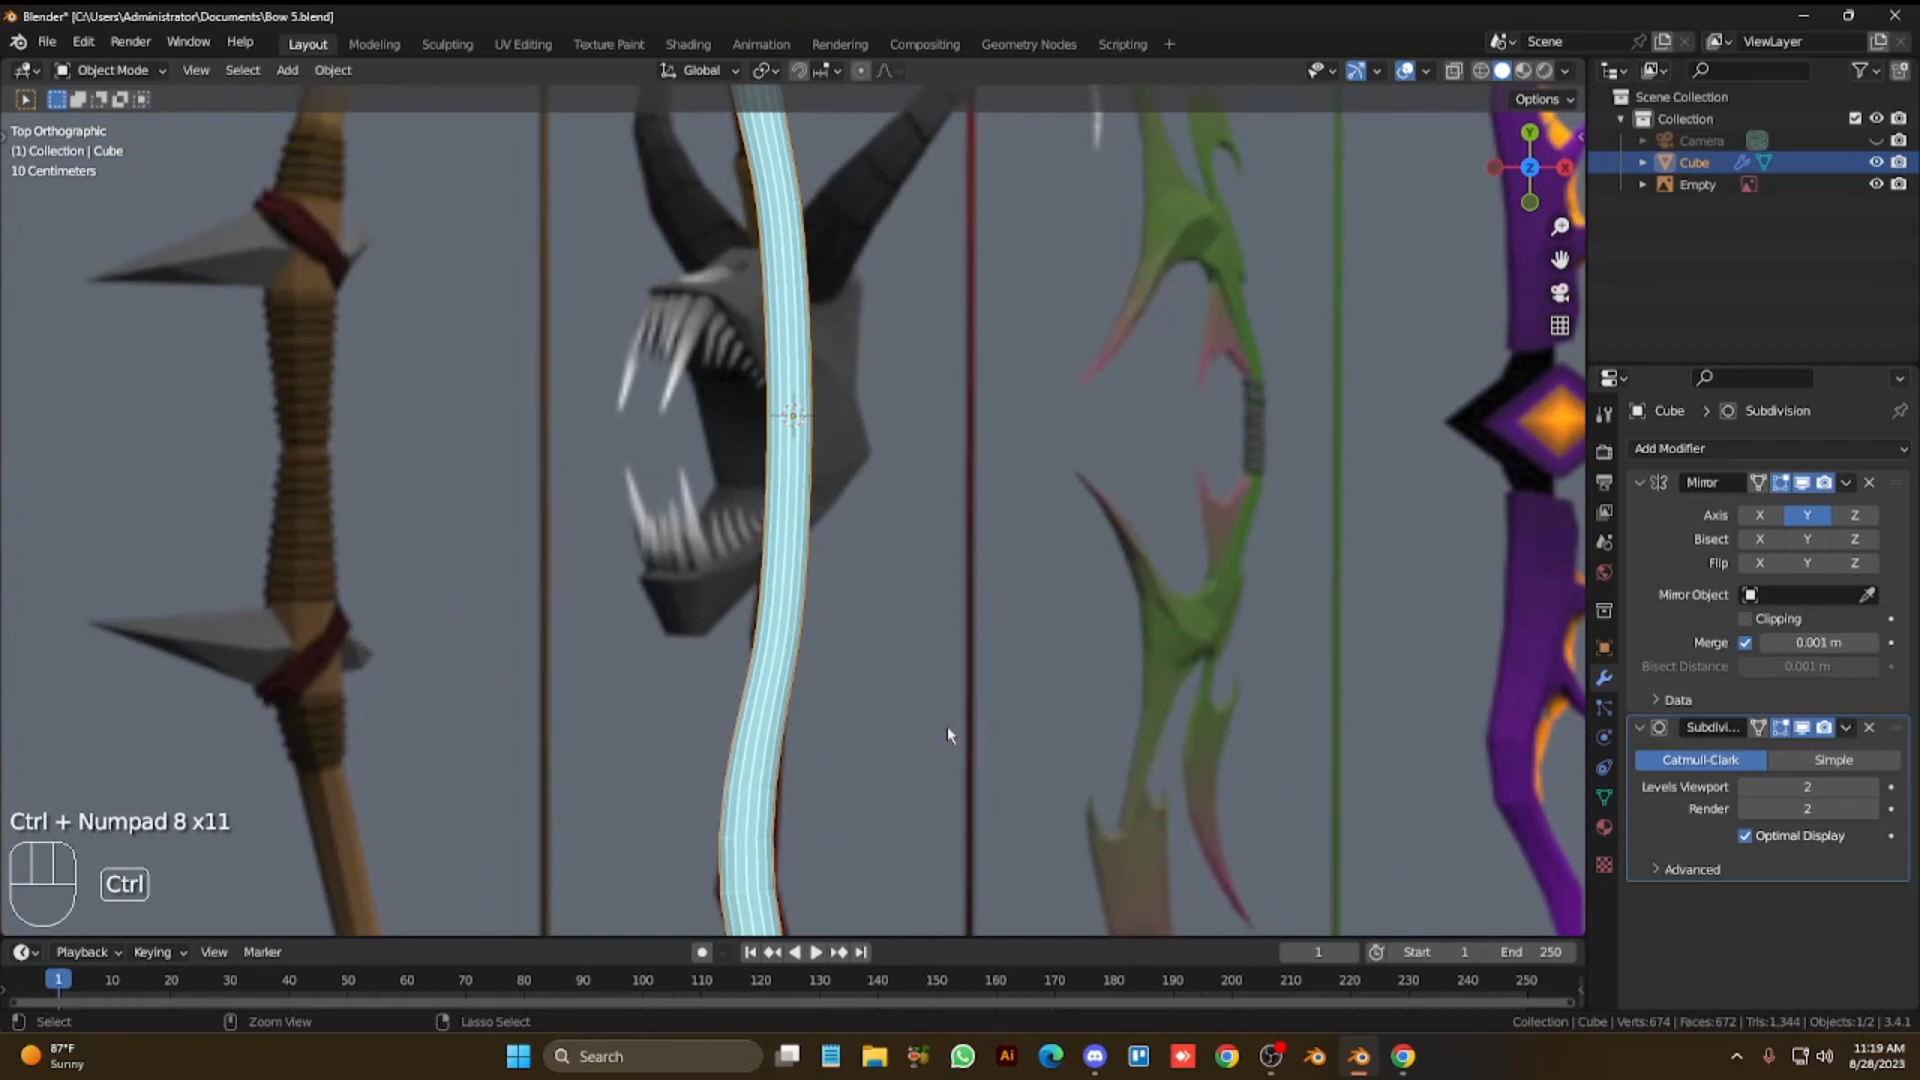 Blender* [C:\Users\Administrator\Documents\Bow 5.blend]
File Edit Render Window Help Layout Modeling Sculpting UV Editing Texture Paint Shading Animation Rendering Compositing Geometry Nodes Scripting + Scene ViewLayer
Object Mode View Select Add Object Global
Options
Scene Collection
Collection
Camera
Cube
Empty
Top Orthographic
(1) Collection | Cube
10 Centimeters
Y
Z
X
Cube > Subdivision
Add Modifier
Mirror
Axis X Y Z
Bisect X Y Z
Flip X Y Z
Mirror Object
Clipping
Merge 0.001 m
Bisect Distance 0.001 m
Data
Subdivi...
Catmull-Clark Simple
Levels Viewport 2
Render 2
Optimal Display
Advanced
Ctrl + Numpad 8 x11
Ctrl
Playback Keying View Marker 1 Start 1 End 250
1 10 20 30 40 50 60 70 80 90 100 110 120 130 140 150 160 170 180 190 200 210 220 230 240 250
Select Zoom View Lasso Select Collection | Cube | Verts:674 | Faces:672 | Tris:1,344 | Objects:1/2 | 3.4.1
87°F
Sunny
Search
Ai
11:19 AM
8/28/2023